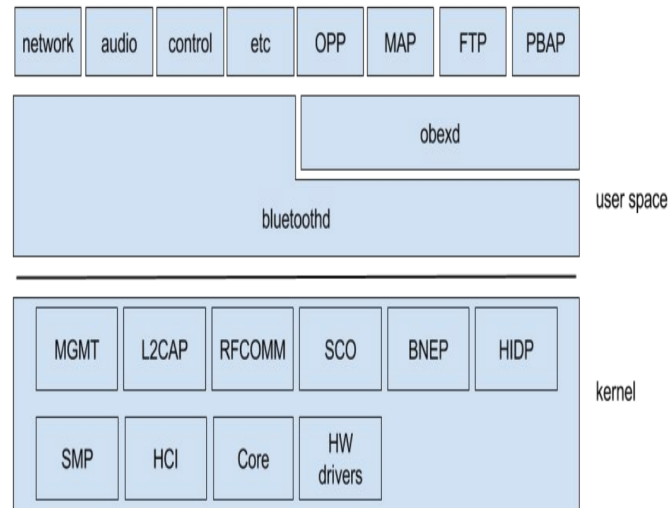 network audio control etc OPP MAP FTP PBAP
obexd
user space
bluetoothd
MGMT L2CAP RFCOMM SCO BNEP HIDP
kernel
SMP HCI Core HW
drivers